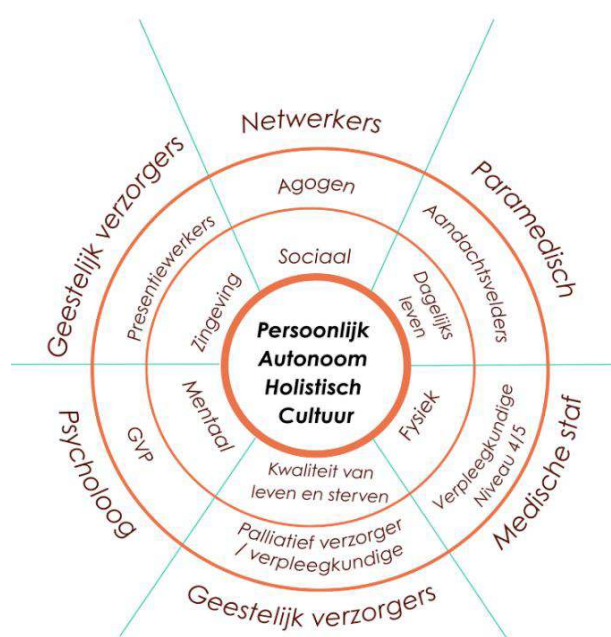 Netwerkers
Agogen
Sociaal
Paramedisch
Aandachtsvelders
Dagelijks
leven
Medische staf
Verpleegkundige
Niveau 4/5
Fysiek
Kwaliteit van
leven en sterven
Palliatief verzorger
/ verpleegkundige
Geestelijk verzorgers
Psycholoog
GVP
Mentaal
Geestelijk verzorgers
Presentiewerkers
Zingeving
Persoonlijk
Autonoom
Holistisch
Cultuur